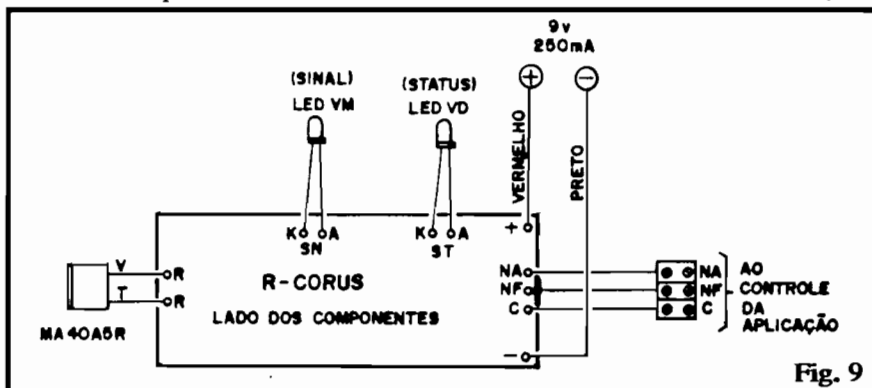 9v
250mA
+ -
(SINAL)
LED VM
(STATUS)
LED VD
VERMELHO
PRETO
K A
SN
K A
ST
+
V
R
T
R
MA40A5R
R-CORUS
LADO DOS COMPONENTES
NA
NF
C
-
NA
NF
C
AO
CONTROLE
DA
APLICAÇÃO
Fig. 9